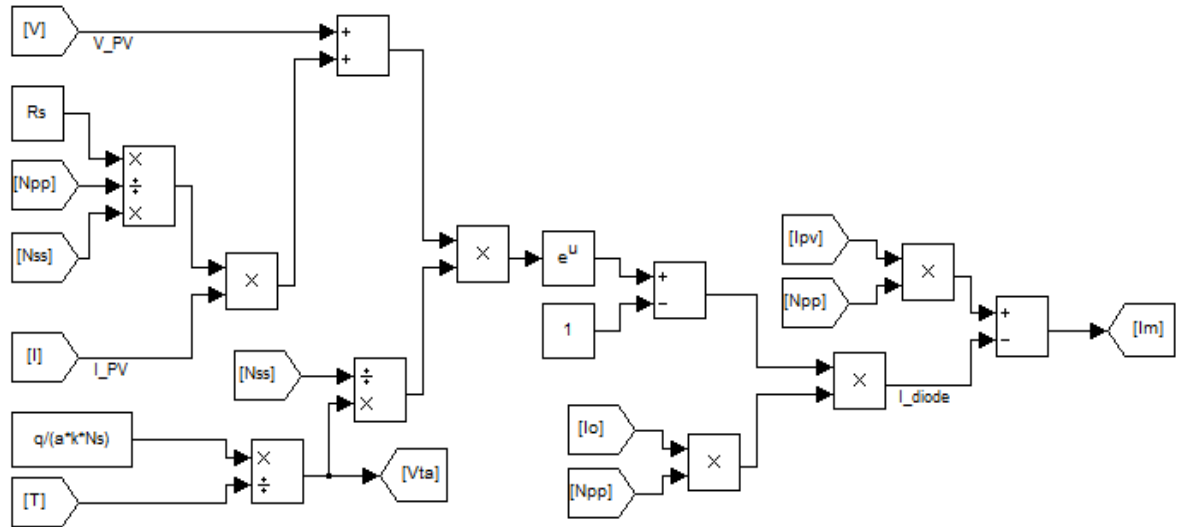 [V]
V_PV
+
+
Rs
×
[Npp]
÷
×
[Nss]
×
[I]
I_PV
[Nss]
÷
×
q/(a*k*Ns)
×
÷
[T]
[Vta]
×
e^u
1
+
−
[Ipv]
[Npp]
×
+
−
[Im]
×
I_diode
[Io]
[Npp]
×